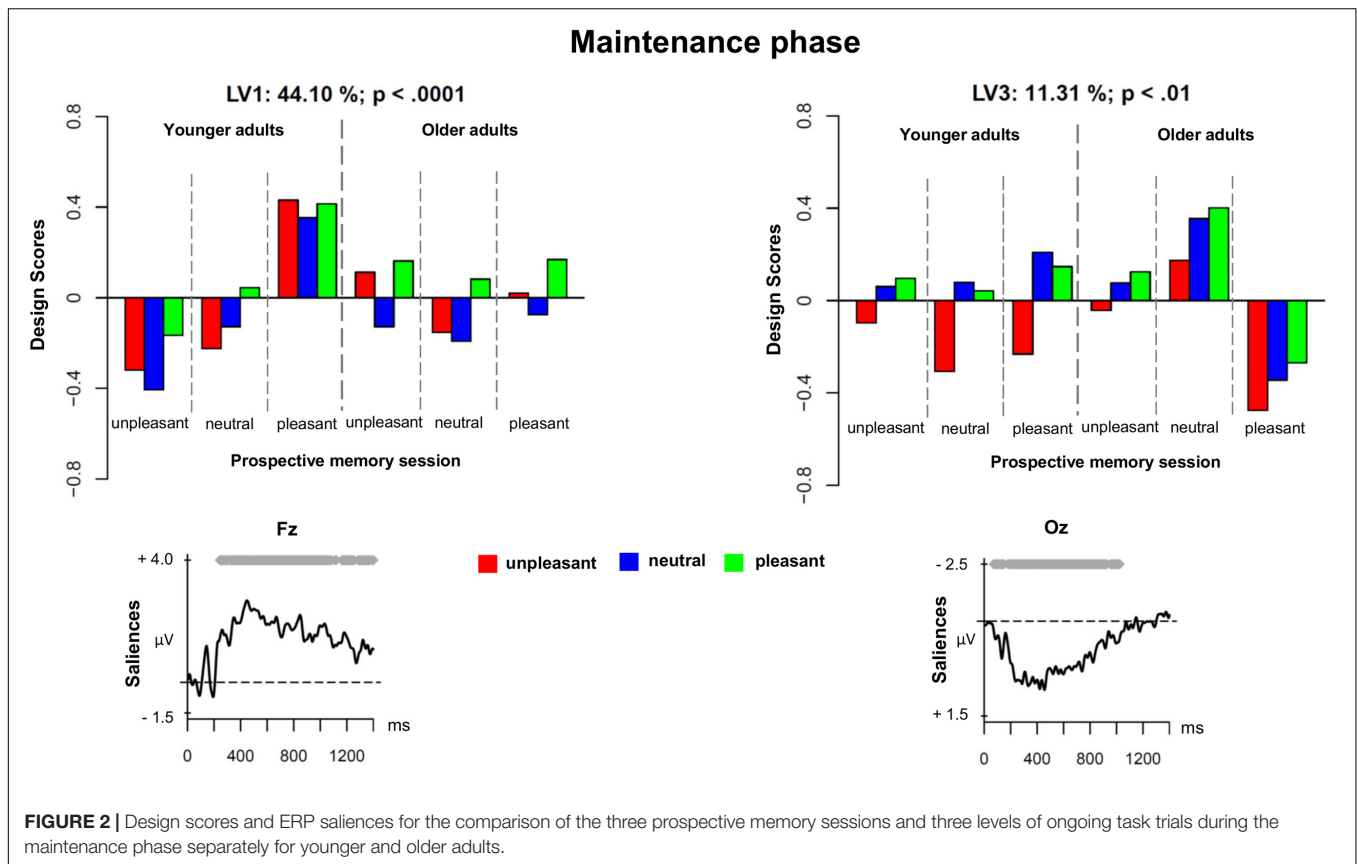 Maintenance phase
LV1: 44.10 %; p < .0001
0.8
0.4
0
−0.4
−0.8
Design Scores
Younger adults
Older adults
unpleasant
neutral
pleasant
unpleasant
neutral
pleasant
Prospective memory session
LV3: 11.31 %; p < .01
0.8
0.4
0
−0.4
−0.8
Design Scores
Younger adults
Older adults
unpleasant
neutral
pleasant
unpleasant
neutral
pleasant
Prospective memory session
Fz
+ 4.0
Saliences
µV
- 1.5
ms
0 400 800 1200
unpleasant neutral pleasant
Oz
- 2.5
Saliences
µV
+ 1.5
ms
0 400 800 1200
FIGURE 2 | Design scores and ERP saliences for the comparison of the three prospective memory sessions and three levels of ongoing task trials during the
maintenance phase separately for younger and older adults.